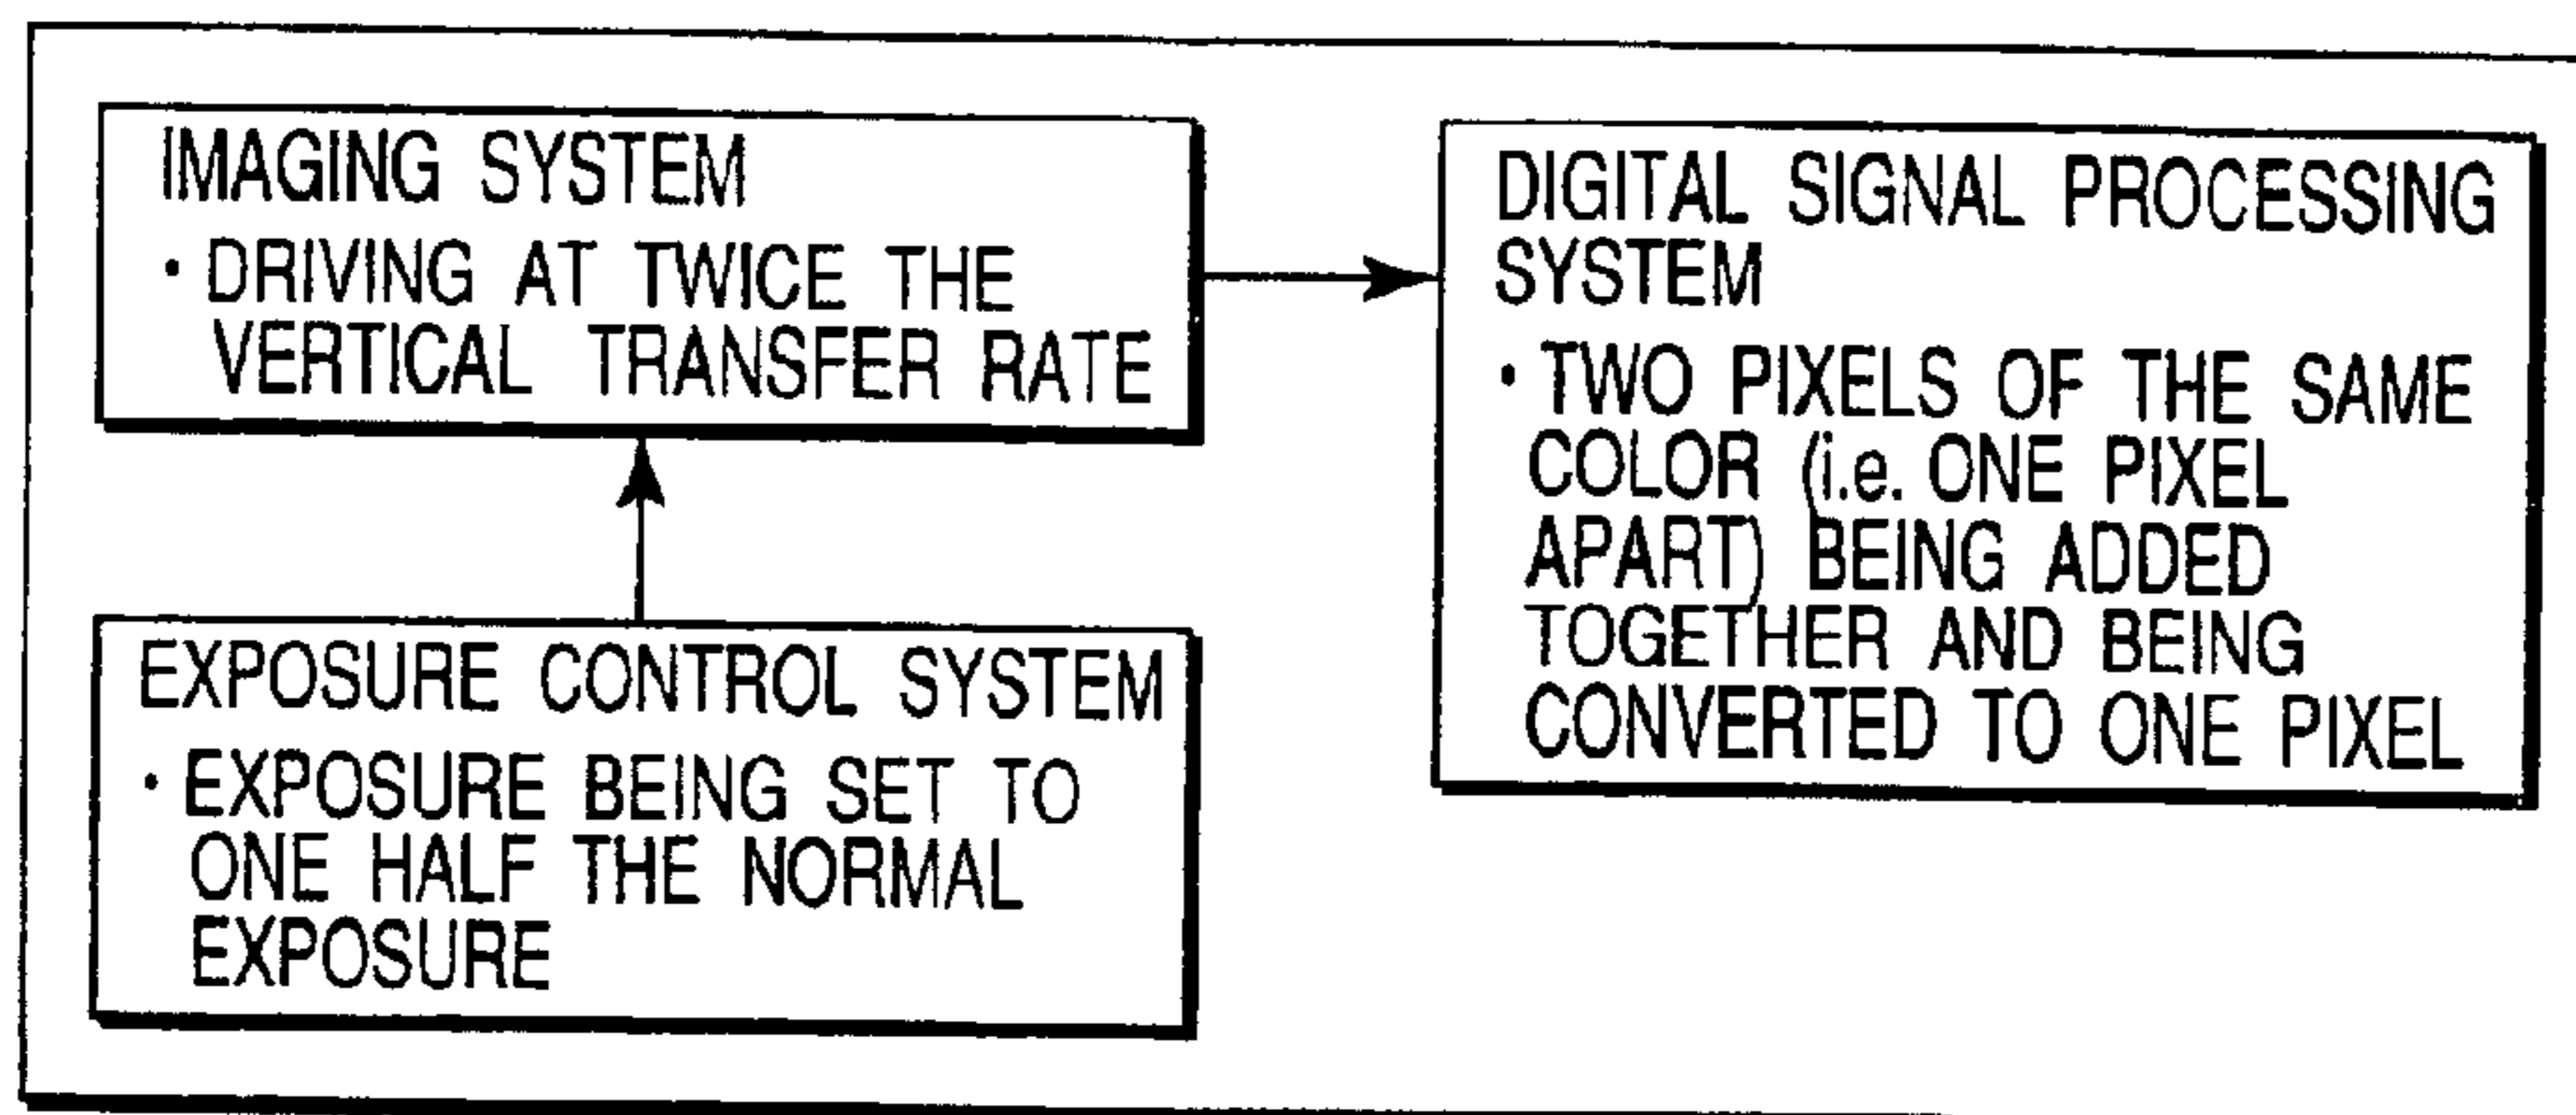 IMAGING SYSTEM
• DRIVING AT TWICE THE
VERTICAL TRANSFER RATE
EXPOSURE CONTROL SYSTEM
• EXPOSURE BEING SET TO
ONE HALF THE NORMAL
EXPOSURE
DIGITAL SIGNAL PROCESSING
SYSTEM
• TWO PIXELS OF THE SAME
COLOR (i.e. ONE PIXEL
APART) BEING ADDED
TOGETHER AND BEING
CONVERTED TO ONE PIXEL